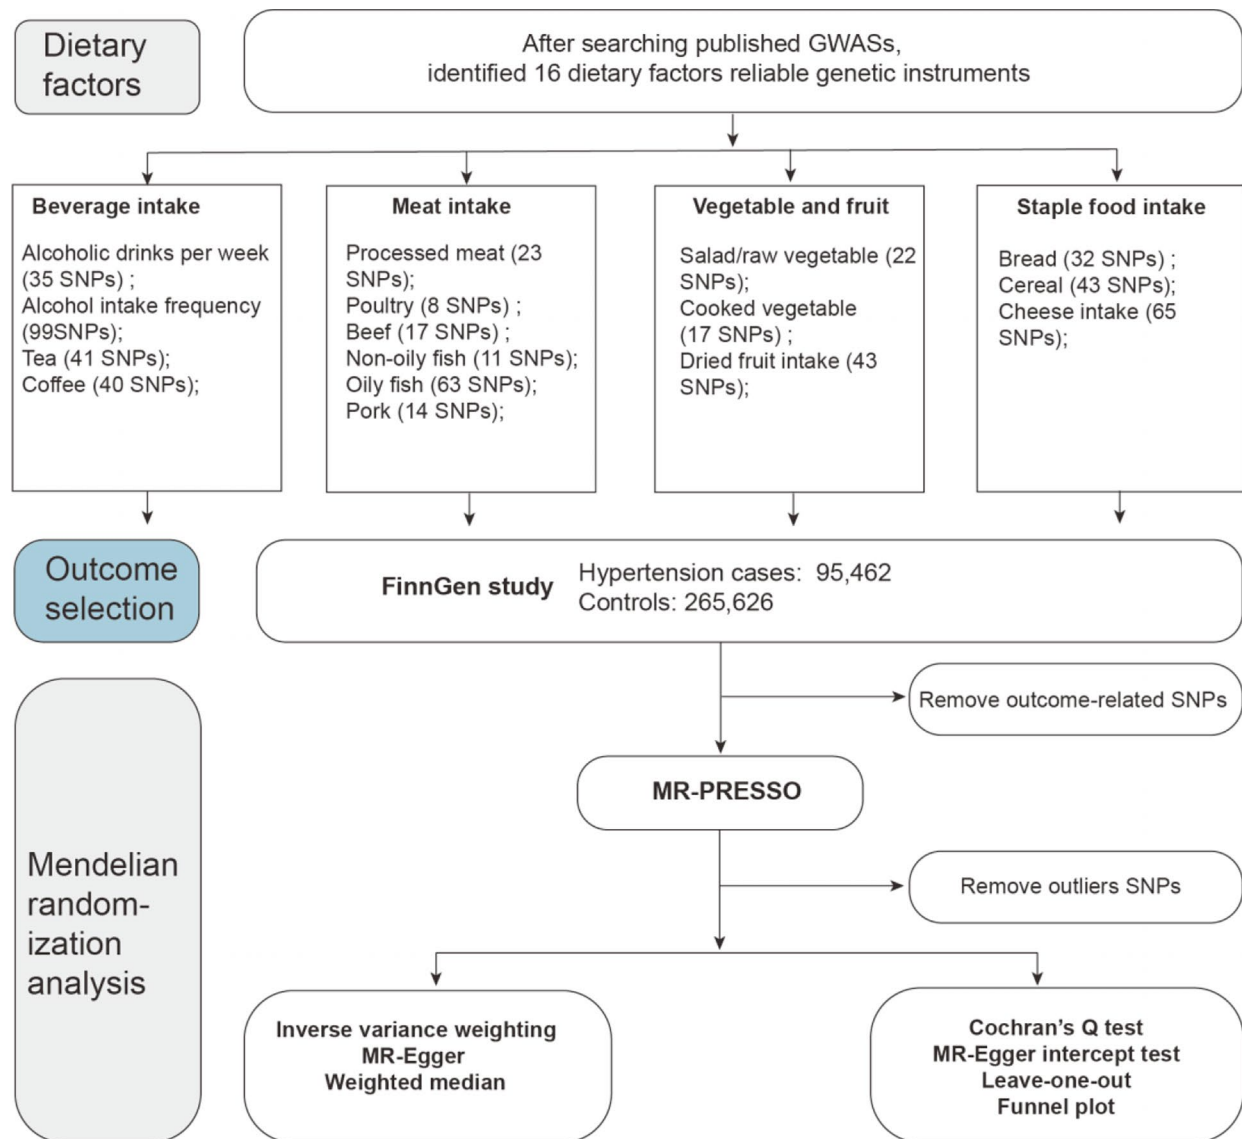 Dietary
factors
After searching published GWASs,
identified 16 dietary factors reliable genetic instruments
Beverage intake
Alcoholic drinks per week
(35 SNPs) ;
Alcohol intake frequency
(99SNPs);
Tea (41 SNPs);
Coffee (40 SNPs);
Meat intake
Processed meat (23
SNPs);
Poultry (8 SNPs) ;
Beef (17 SNPs);
Non-oily fish (11 SNPs);
Oily fish (63 SNPs);
Pork (14 SNPs);
Vegetable and fruit
Salad/raw vegetable (22
SNPs);
Cooked vegetable
(17 SNPs) ;
Dried fruit intake (43
SNPs);
Staple food intake
Bread (32 SNPs) ;
Cereal (43 SNPs);
Cheese intake (65
SNPs);
Outcome
selection
FinnGen study
Hypertension cases: 95,462
Controls: 265,626
Mendelian
random-
ization
analysis
Remove outcome-related SNPs
MR-PRESSO
Remove outliers SNPs
Inverse variance weighting
MR-Egger
Weighted median
Cochran’s Q test
MR-Egger intercept test
Leave-one-out
Funnel plot